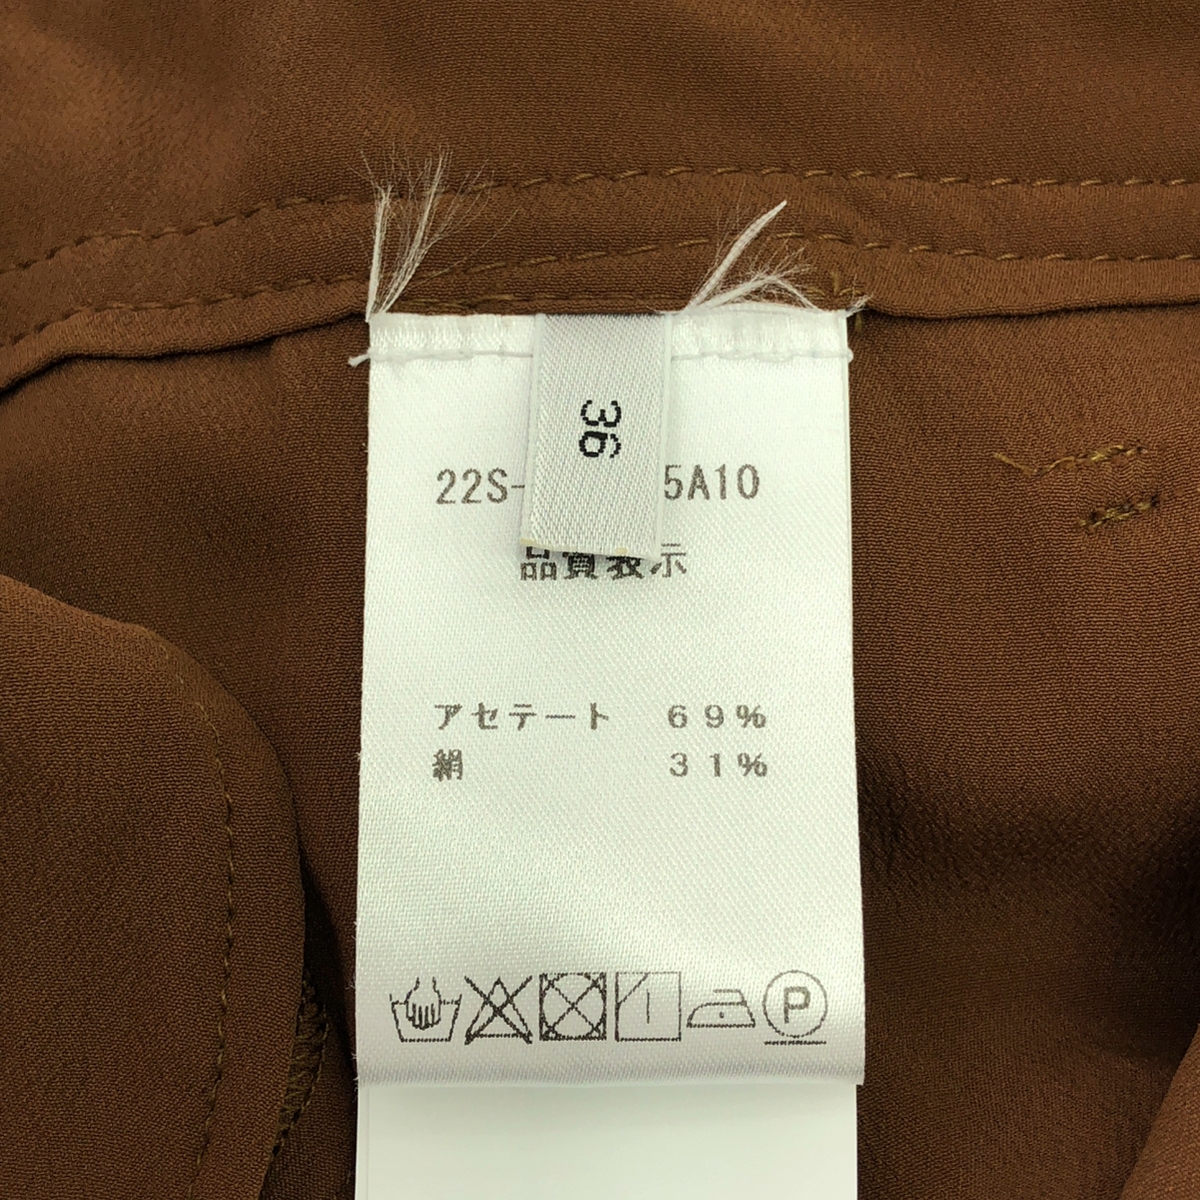 36
22S- 5A10
品質表示
アセテート 69%
絹 31%
P